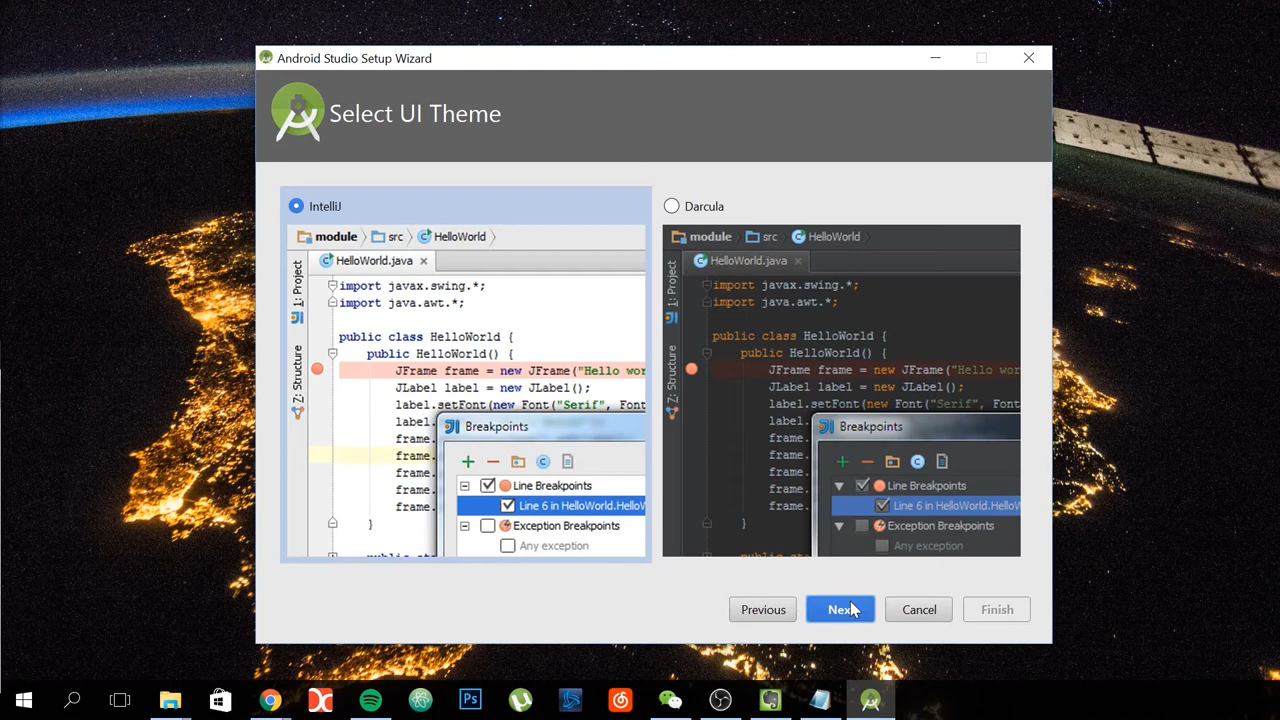 Android Studio Setup Wizard
Select UI Theme
IntelliJ
module src HelloWorld
HelloWorld.java
1: Project
Z: Structure
import javax.swing.*;
import java.awt.*;
public class HelloWorld {
public HelloWorld() {
JFrame frame = new JFrame("Hello wor
JLabel label = new JLabel();
label.setFont(new Font("Serif", Font
label.
frame.
frame.
frame.
frame.
frame.
}
public st
Breakpoints
Line Breakpoints
Line 6 in HelloWorld.HelloW
Exception Breakpoints
Any exception
Darcula
module src HelloWorld
HelloWorld.java
1: Project
Z: Structure
import javax.swing.*;
import java.awt.*;
public class HelloWorld {
public HelloWorld() {
JFrame frame = new JFrame("Hello wor
JLabel label = new JLabel();
label.setFont(new Font("Serif", Font
label.
frame.
frame.
frame.
frame.
frame.
}
Breakpoints
Line Breakpoints
Line 6 in HelloWorld.HelloW
Exception Breakpoints
Any exception
Previous Next Cancel Finish
Ps